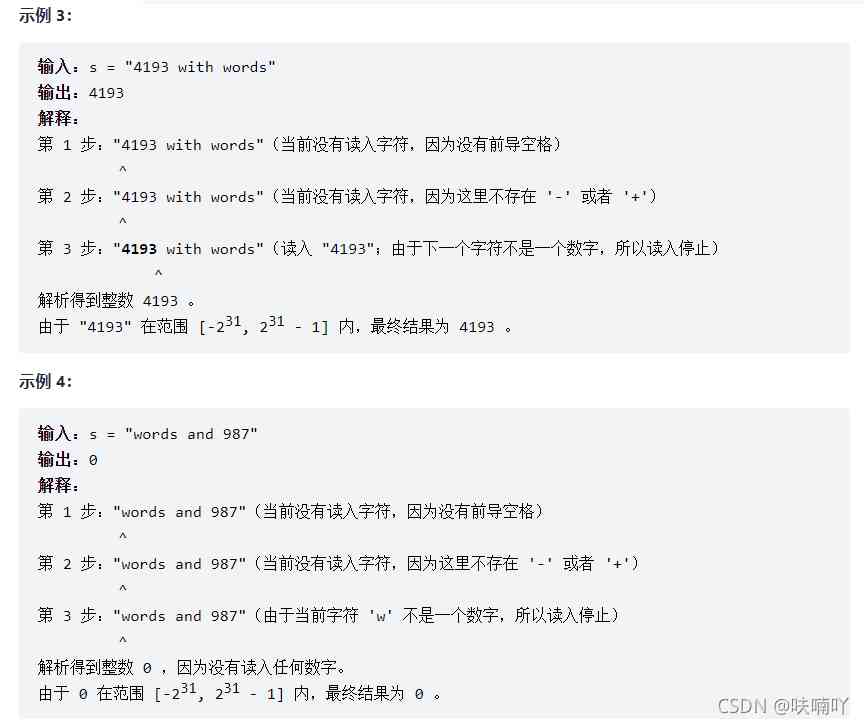 示例 3：
输入：s = "4193 with words"
输出：4193
解释：
第 1 步："4193 with words"（当前没有读入字符，因为没有前导空格）
^
第 2 步："4193 with words"（当前没有读入字符，因为这里不存在 '-' 或者 '+'）
^
第 3 步："4193 with words"（读入 "4193"；由于下一个字符不是一个数字，所以读入停止）
^
解析得到整数 4193 。
由于 "4193" 在范围 [-2³¹, 2³¹ - 1] 内，最终结果为 4193 。
示例 4：
输入：s = "words and 987"
输出：0
解释：
第 1 步："words and 987"（当前没有读入字符，因为没有前导空格）
^
第 2 步："words and 987"（当前没有读入字符，因为这里不存在 '-' 或者 '+'）
^
第 3 步："words and 987"（由于当前字符 'w' 不是一个数字，所以读入停止）
^
解析得到整数 0 ，因为没有读入任何数字。
由于 0 在范围 [-2³¹, 2³¹ - 1] 内，最终结果为 0 。
CSDN @呋喃吖